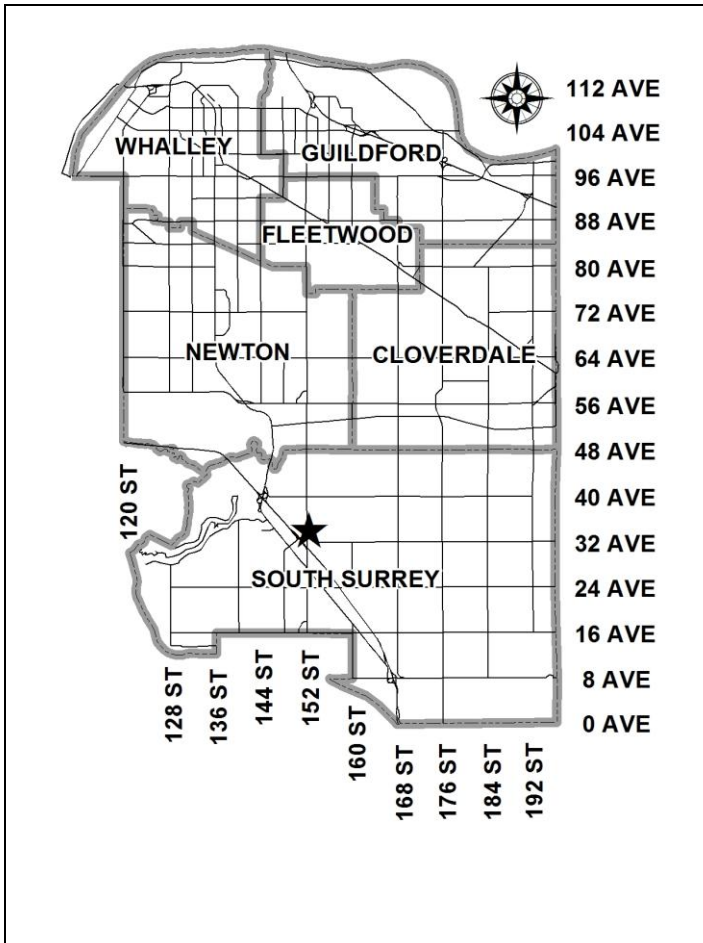 112 AVE
104 AVE
WHALLEY
GUILDFORD
96 AVE
88 AVE
FLEETWOOD
80 AVE
72 AVE
NEWTON
CLOVERDALE
64 AVE
56 AVE
48 AVE
120 ST
40 AVE
32 AVE
SOUTH SURREY
24 AVE
16 AVE
8 AVE
0 AVE
128 ST
136 ST
144 ST
152 ST
160 ST
168 ST
176 ST
184 ST
192 ST